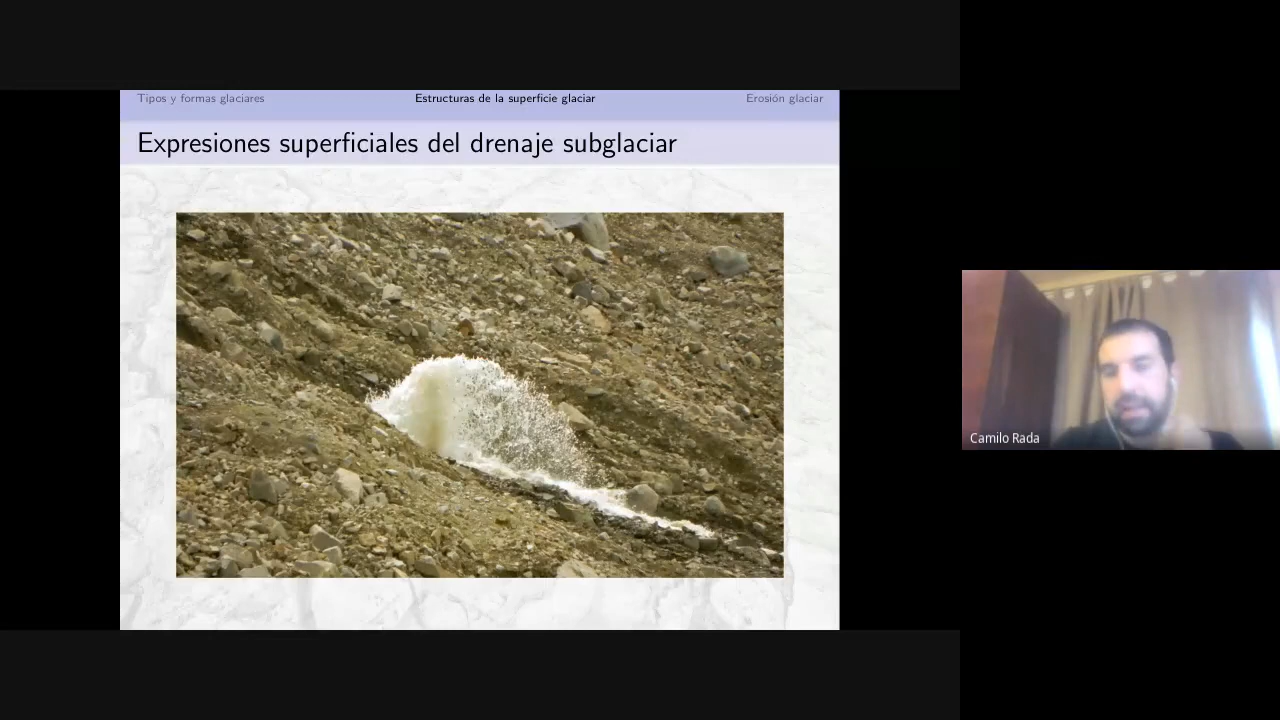 Tipos y formas glaciares
Estructuras de la superficie glaciar
Erosión glaciar
Expresiones superficiales del drenaje subglaciar
Camilo Rada